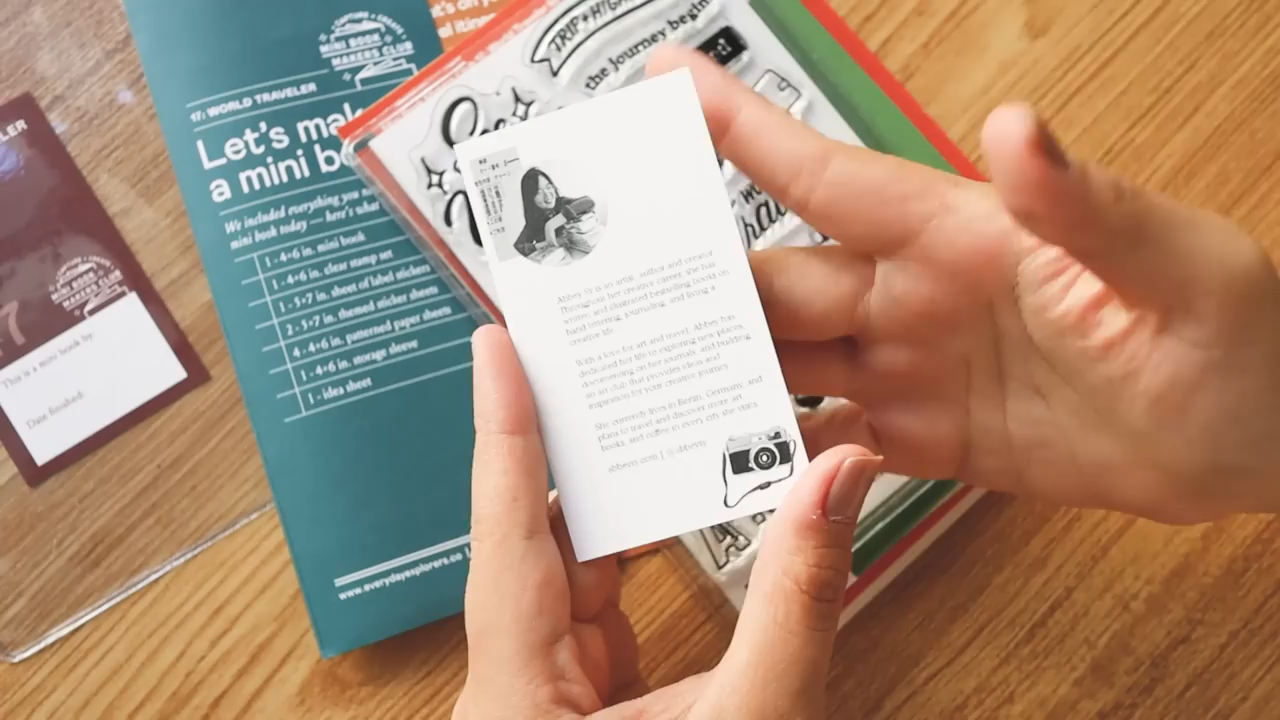 LER
7
CAPTURE + CREATE
MINI BOOK
MAKERS CLUB
This is a mini book by:
Date finished:
CAPTURE + CREATE
MINI BOOK
MAKERS CLUB
17: WORLD TRAVELER
Let's mak
a mini bo
We included everything you n
mini book today — here's what
1 - 4*6 in. mini book
1 - 4*6 in. clear stamp set
1 - 5*7 in. sheet of label stickers
2 - 5*7 in. themed sticker sheets
4 - 4*6 in. patterned paper sheets
1 - 6 in. storage sleeve
1 - idea sheet
www.everydayexplorers.co
TRIP + HIGH
the journey begin
Abbey Sy is an artist, author and creator.
Throughout her creative career, she has
written and illustrated bestselling books on
hand lettering, journaling, and living a
creative life.
With a love for art and travel, Abbey has
dedicated her life to exploring new places,
documenting on her journals, and building
an art club that provides ideas and
inspiration for your creative journey.
She currently lives in Berlin, Germany, and
plans to travel and discover more art,
books, and coffee in every city she visits.
abbeysy.com | @abbeysy